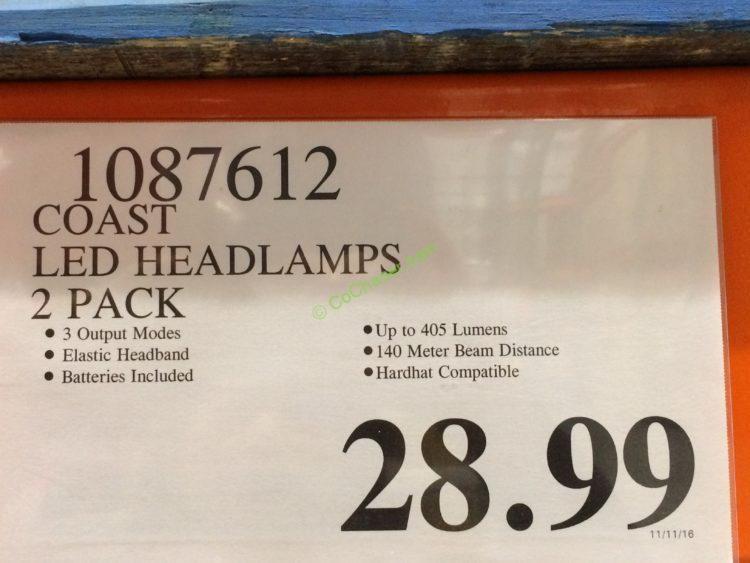 1087612
COAST
LED HEADLAMPS
2 PACK
• 3 Output Modes
• Elastic Headband
• Batteries Included
• Up to 405 Lumens
• 140 Meter Beam Distance
• Hardhat Compatible
28.99
11/11/16
© CoChaser.com